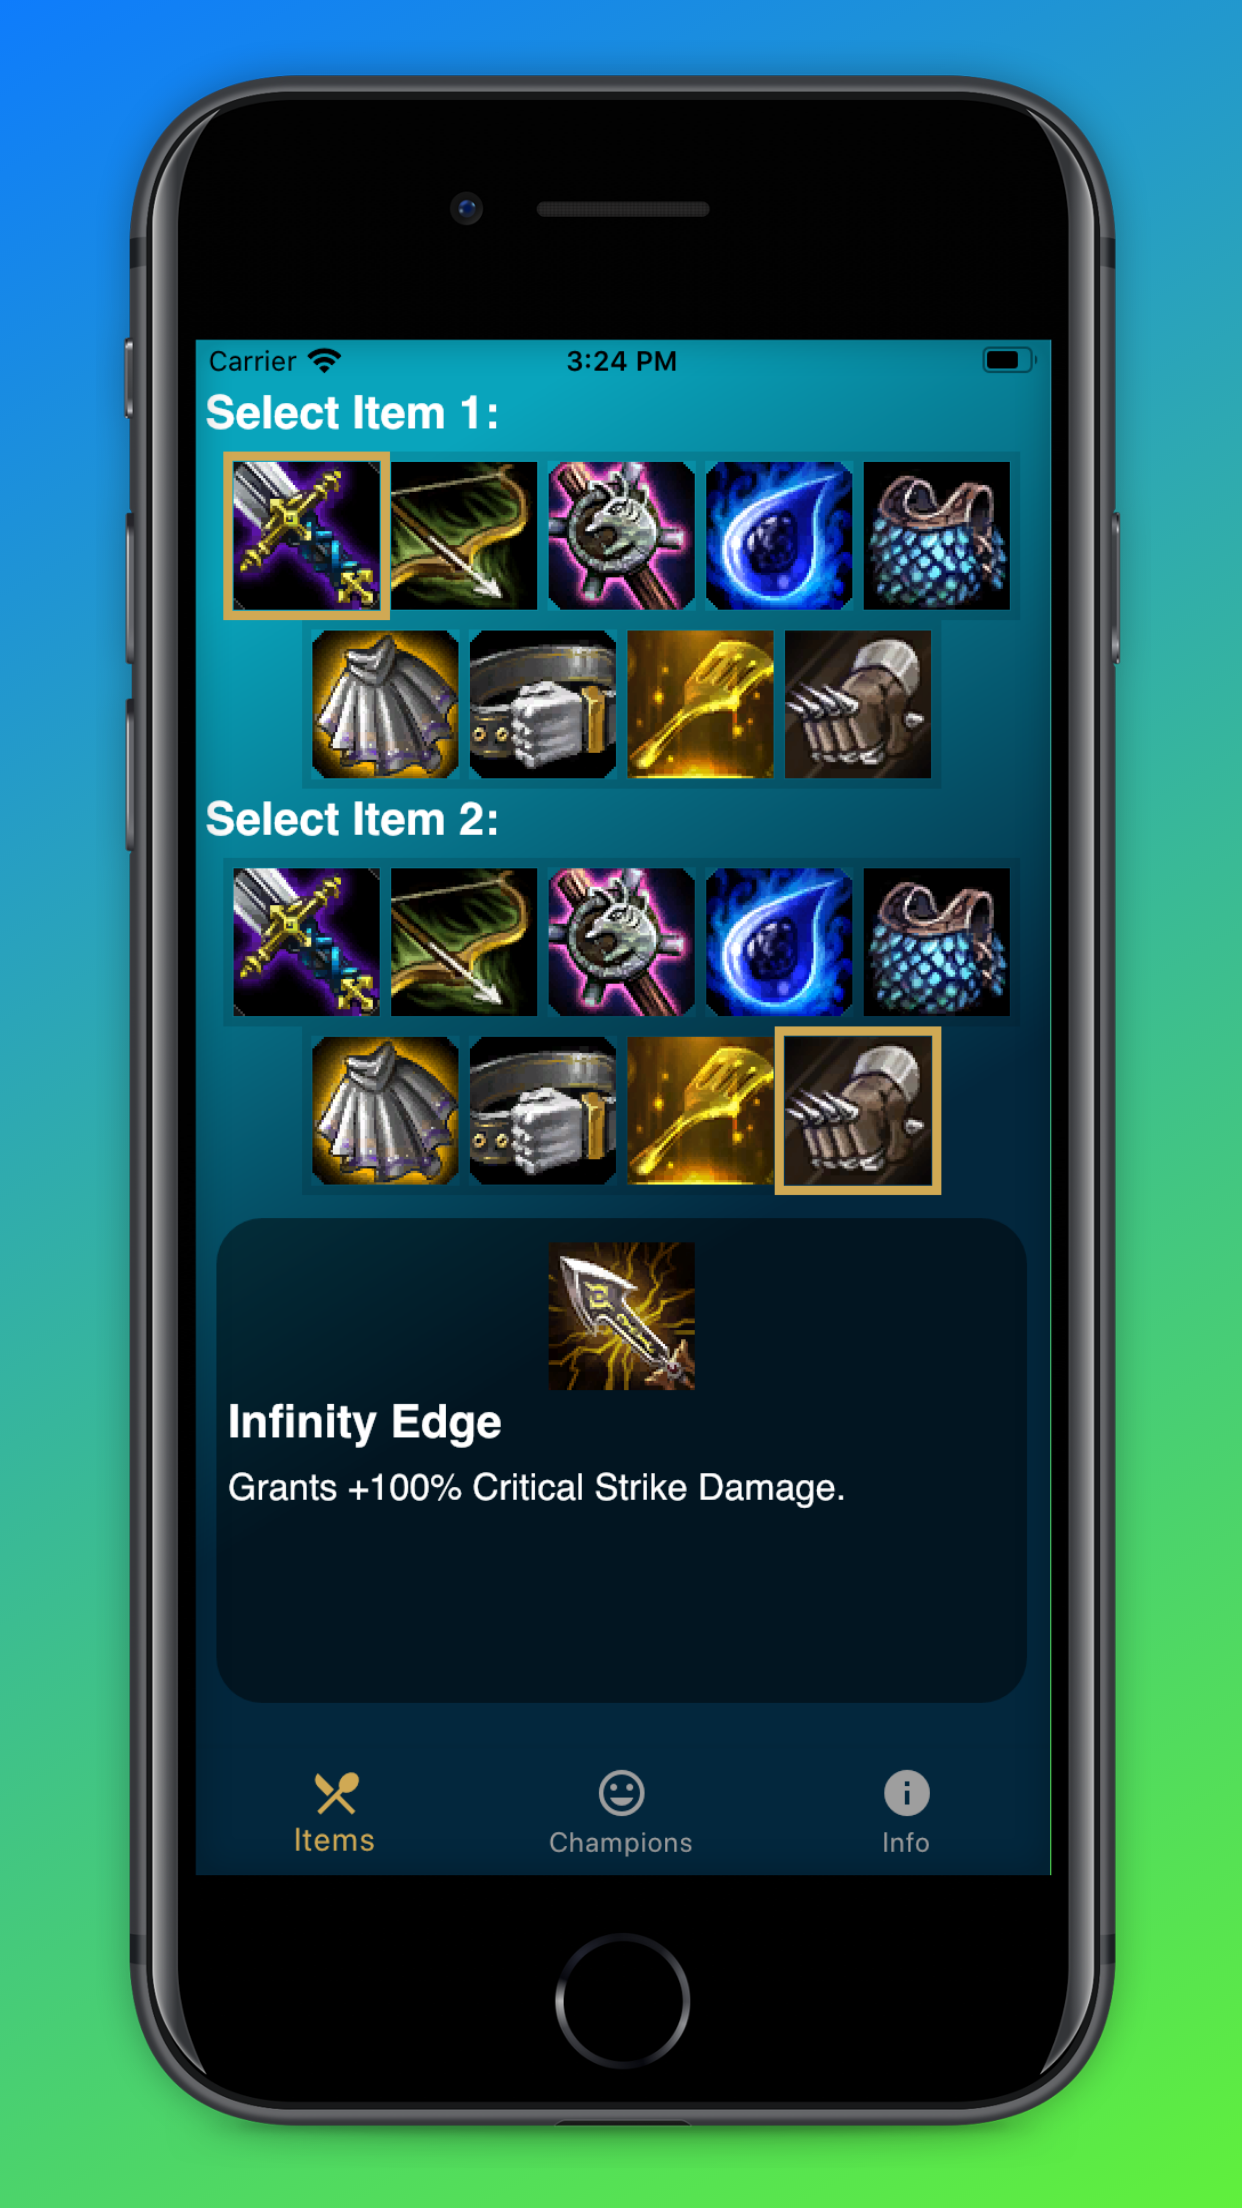 Carrier
3:24 PM
Select Item 1:
Select Item 2:
Infinity Edge
Grants +100% Critical Strike Damage.
Items
Champions
Info